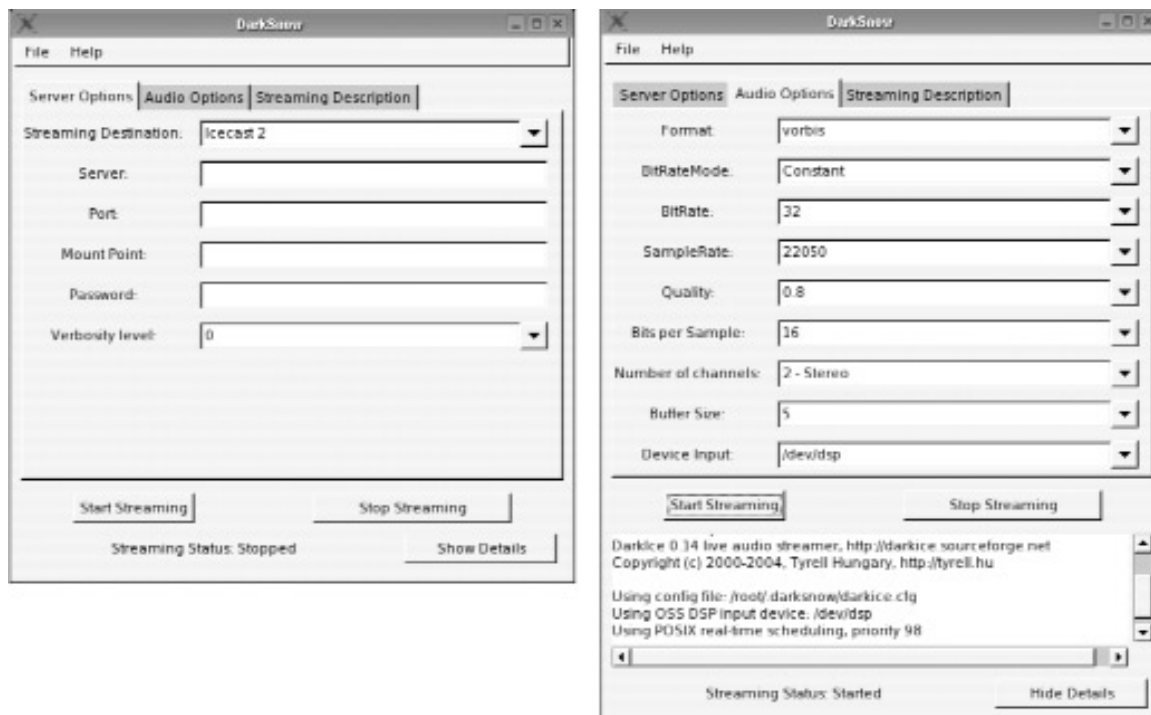 DarkSnow
File Help
Server Options Audio Options Streaming Description
Streaming Destination: Icecast 2
Server:
Port:
Mount Point:
Password:
Verbosity level: 0
Start Streaming Stop Streaming
Streaming Status: Stopped Show Details
DarkSnow
File Help
Server Options Audio Options Streaming Description
Format: vorbis
BitRateMode: Constant
BitRate: 32
SampleRate: 22050
Quality: 0.8
Bits per Sample: 16
Number of channels: 2 - Stereo
Buffer Size: 5
Device Input: /dev/dsp
Start Streaming Stop Streaming
DarkIce 0.14 live audio streamer, http://darkice.sourceforge.net
Copyright (c) 2000-2004, Tyrell Hungary, http://tyrell.hu
Using config file: /root/.darksnow/darkice.cfg
Using OSS DSP input device: /dev/dsp
Using POSIX real-time scheduling, priority 98
Streaming Status: Started Hide Details